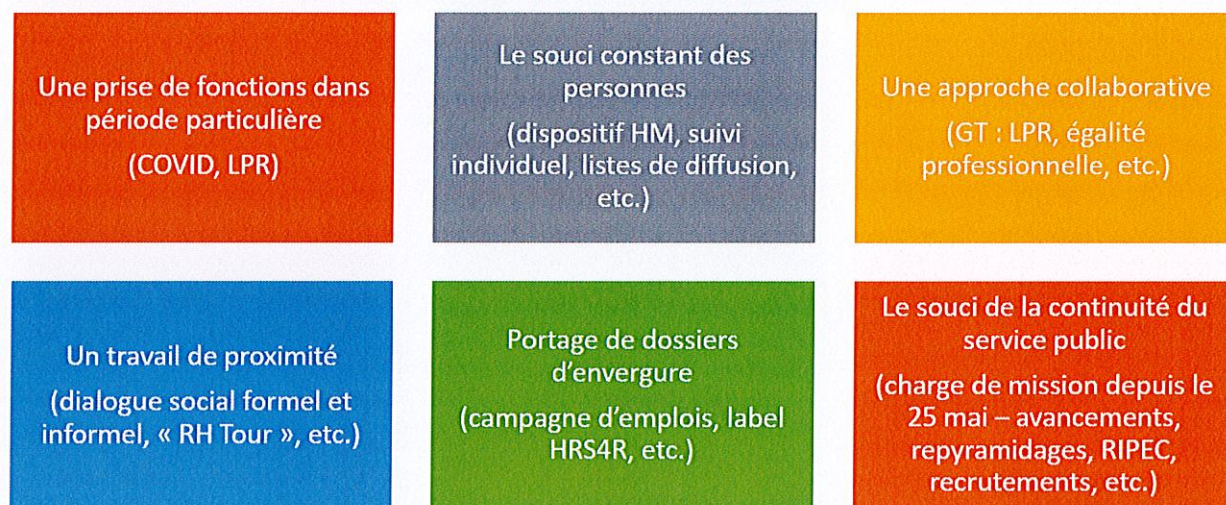 Une prise de fonctions dans
période particulière
(COVID, LPR)
Le souci constant des
personnes
(dispositif HM, suivi
individuel, listes de diffusion,
etc.)
Une approche collaborative
(GT : LPR, égalité
professionnelle, etc.)
Un travail de proximité
(dialogue social formel et
informel, « RH Tour », etc.)
Portage de dossiers
d'envergure
(campagne d'emplois, label
HRS4R, etc.)
Le souci de la continuité du
service public
(charge de mission depuis le
25 mai – avancements,
repyramidages, RIPEC,
recrutements, etc.)